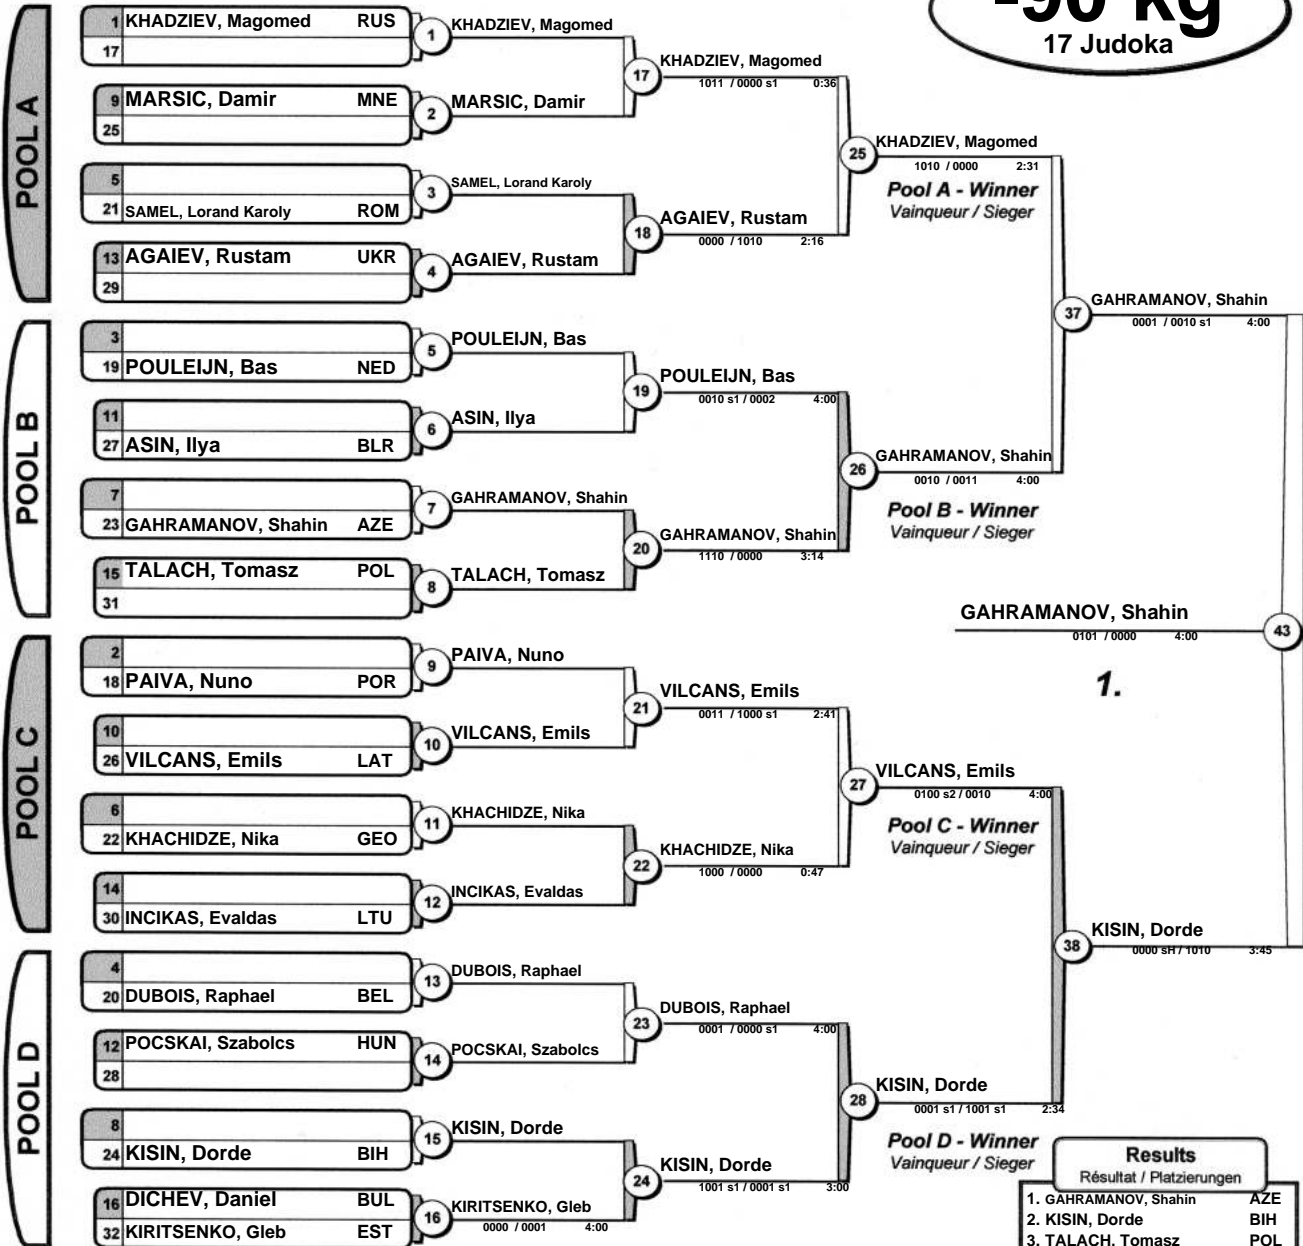 -90 kg
17 Judoka
POOL A
1 KHADZIEV, Magomed RUS
17
9 MARSIC, Damir MNE
25
5
21 SAMEL, Lorand Karoly ROM
13 AGAIEV, Rustam UKR
29
POOL B
3
19 POULEIJN, Bas NED
11
27 ASIN, Ilya BLR
7
23 GAHRAMANOV, Shahin AZE
15 TALACH, Tomasz POL
31
POOL C
2
18 PAIVA, Nuno POR
10
26 VILCANS, Emils LAT
6
22 KHACHIDZE, Nika GEO
14
30 INCIKAS, Evaldas LTU
POOL D
4
20 DUBOIS, Raphael BEL
12 POCSKAI, Szabolcs HUN
28
8
24 KISIN, Dorde BIH
16 DICHEV, Daniel BUL
32 KIRITSENKO, Gleb EST
1 KHADZIEV, Magomed
2 MARSIC, Damir
3 SAMEL, Lorand Karoly
4 AGAIEV, Rustam
5 POULEIJN, Bas
6 ASIN, Ilya
7 GAHRAMANOV, Shahin
8 TALACH, Tomasz
9 PAIVA, Nuno
10 VILCANS, Emils
11 KHACHIDZE, Nika
12 INCIKAS, Evaldas
13 DUBOIS, Raphael
14 POCSKAI, Szabolcs
15 KISIN, Dorde
16 KIRITSENKO, Gleb
0000 / 0001 4:00
17 KHADZIEV, Magomed
1011 / 0000 s1 0:36
18 AGAIEV, Rustam
0000 / 1010 2:16
19 POULEIJN, Bas
0010 s1 / 0002 4:00
20 GAHRAMANOV, Shahin
1110 / 0000 3:14
21 VILCANS, Emils
0011 / 1000 s1 2:41
22 KHACHIDZE, Nika
1000 / 0000 0:47
23 DUBOIS, Raphael
0001 / 0000 s1 4:00
24 KISIN, Dorde
1001 s1 / 0001 s1 3:00
25 KHADZIEV, Magomed
1010 / 0000 2:31
Pool A - Winner
Vainqueur / Sieger
26 GAHRAMANOV, Shahin
0010 / 0011 4:00
Pool B - Winner
Vainqueur / Sieger
27 VILCANS, Emils
0100 s2 / 0010 4:00
Pool C - Winner
Vainqueur / Sieger
28 KISIN, Dorde
0001 s1 / 1001 s1 2:34
Pool D - Winner
Vainqueur / Sieger
37 GAHRAMANOV, Shahin
0001 / 0010 s1 4:00
38 KISIN, Dorde
0000 sH / 1010 3:45
GAHRAMANOV, Shahin 43
0101 / 0000 4:00
1.
Results
Résultat / Platzierungen
1. GAHRAMANOV, Shahin AZE
2. KISIN, Dorde BIH
3. TALACH, Tomasz POL